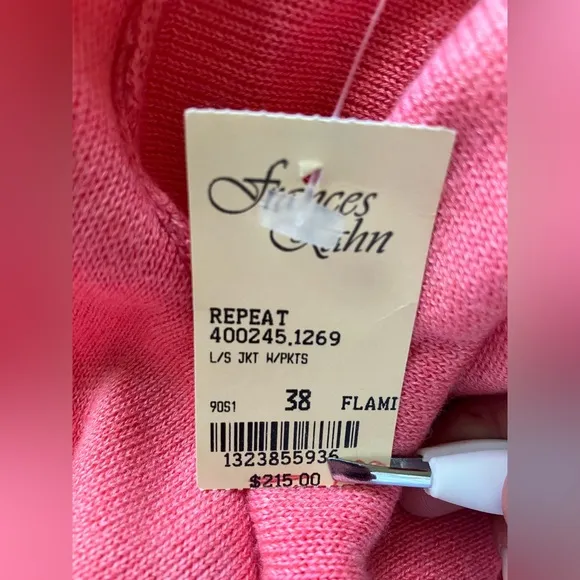 Frances
Kahn
REPEAT
400245.1269
L/S JKT W/PKTS
90S1 38 FLAMI
1323855936
$215.00